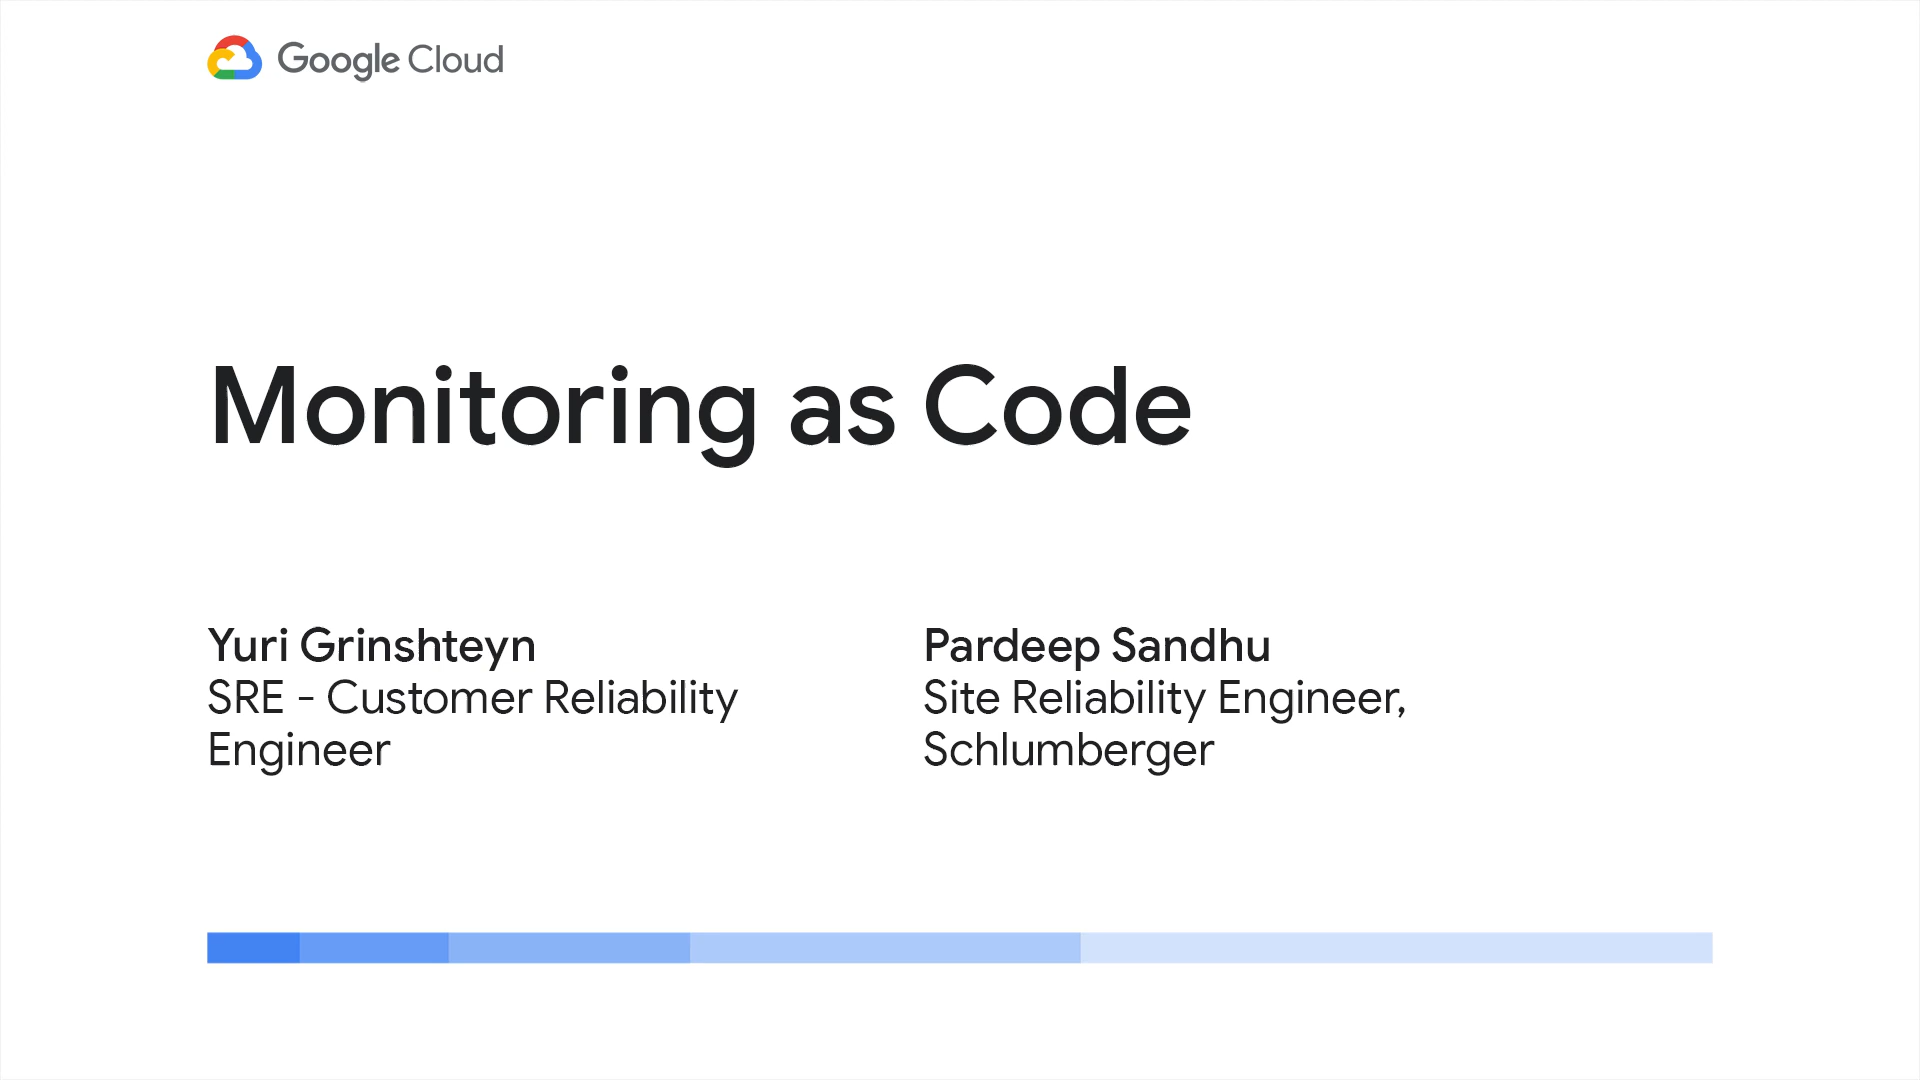 Google Cloud
Monitoring as Code
Yuri Grinshteyn
SRE - Customer Reliability
Engineer
Pardeep Sandhu
Site Reliability Engineer,
Schlumberger